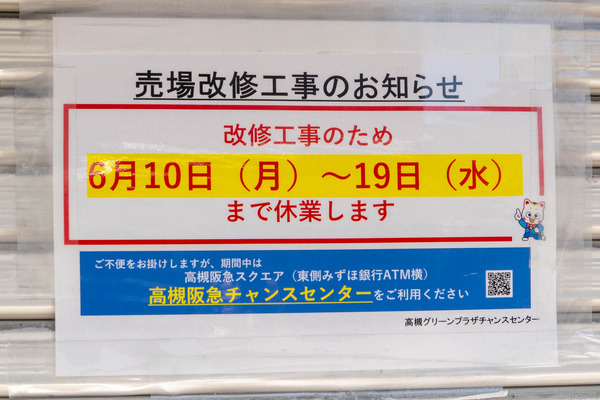 売場改修工事のお知らせ
改修工事のため
6月10日（月）～19日（水）
まで休業します
ご不便をお掛けしますが、期間中は
高槻阪急スクエア（東側みずほ銀行ATM横）
高槻阪急チャンスセンターをご利用ください
高槻グリーンプラザチャンスセンター